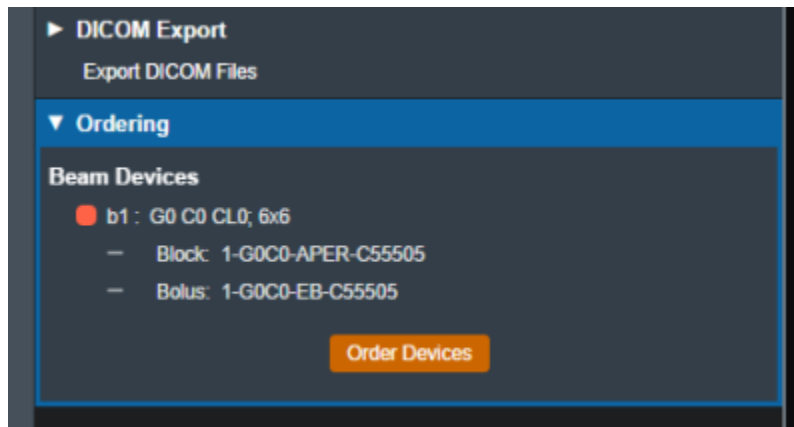 DICOM Export
Export DICOM Files
Ordering
Beam Devices
b1 : G0 C0 CL0; 6x6
— Block: 1-G0C0-APER-C55505
— Bolus: 1-G0C0-EB-C55505
Order Devices